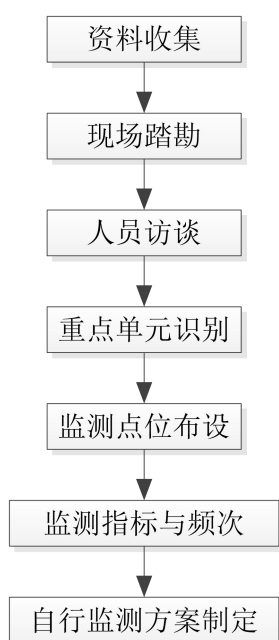 资料收集
现场踏勘
人员访谈
重点单元识别
监测点位布设
监测指标与频次
自行监测方案制定